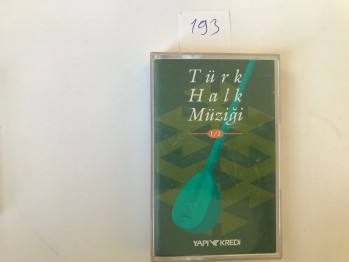 193
Türk
Halk
Müziği
YAPI KREDİ